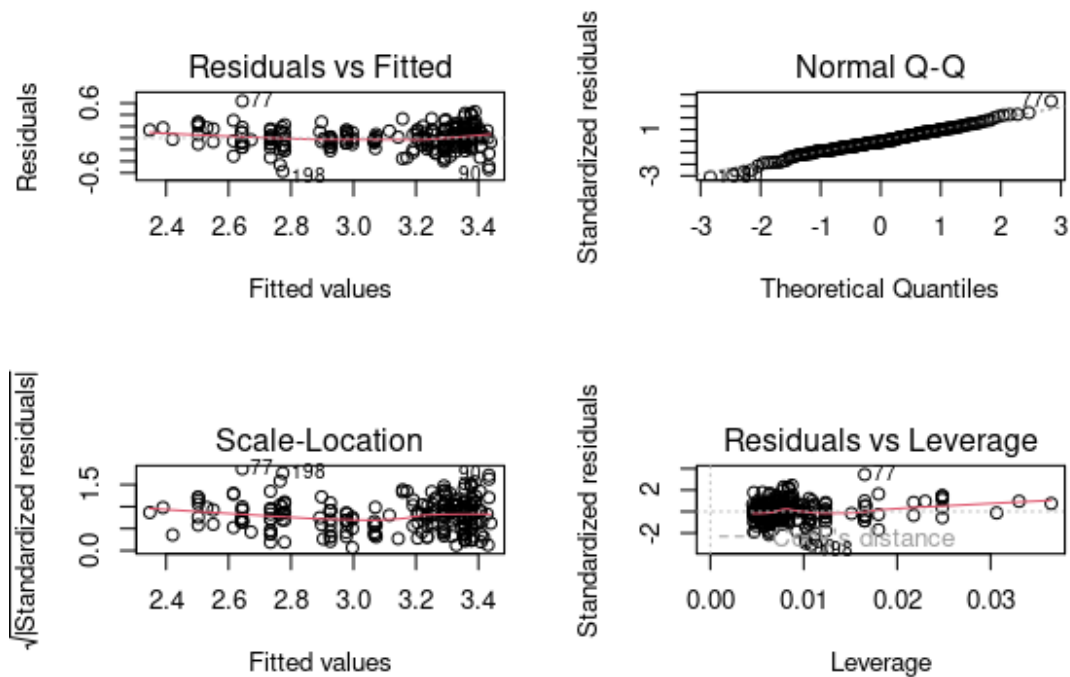 Residuals vs Fitted
Residuals
0.6
-0.6
77
198
90
2.4 2.6 2.8 3.0 3.2 3.4
Fitted values
Normal Q-Q
Standardized residuals
1
-3
77
198
-3 -2 -1 0 1 2 3
Theoretical Quantiles
Scale-Location
√|Standardized residuals|
1.5
0.0
77
198
90
2.4 2.6 2.8 3.0 3.2 3.4
Fitted values
Residuals vs Leverage
Standardized residuals
2
-2
77
Cook's distance
198
0.00 0.01 0.02 0.03
Leverage